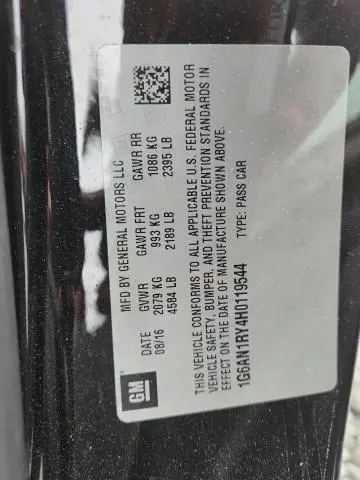 GM
MFD BY GENERAL MOTORS LLC
DATE GVWR GAWR FRT GAWR RR
08/16 2079 KG 993 KG 1086 KG
4584 LB 2189 LB 2395 LB
THIS VEHICLE CONFORMS TO ALL APPLICABLE U.S. FEDERAL MOTOR
VEHICLE SAFETY, BUMPER, AND THEFT PREVENTION STANDARDS IN
EFFECT ON THE DATE OF MANUFACTURE SHOWN ABOVE.
1G6AN1RY4H0119544 TYPE: PASS CAR